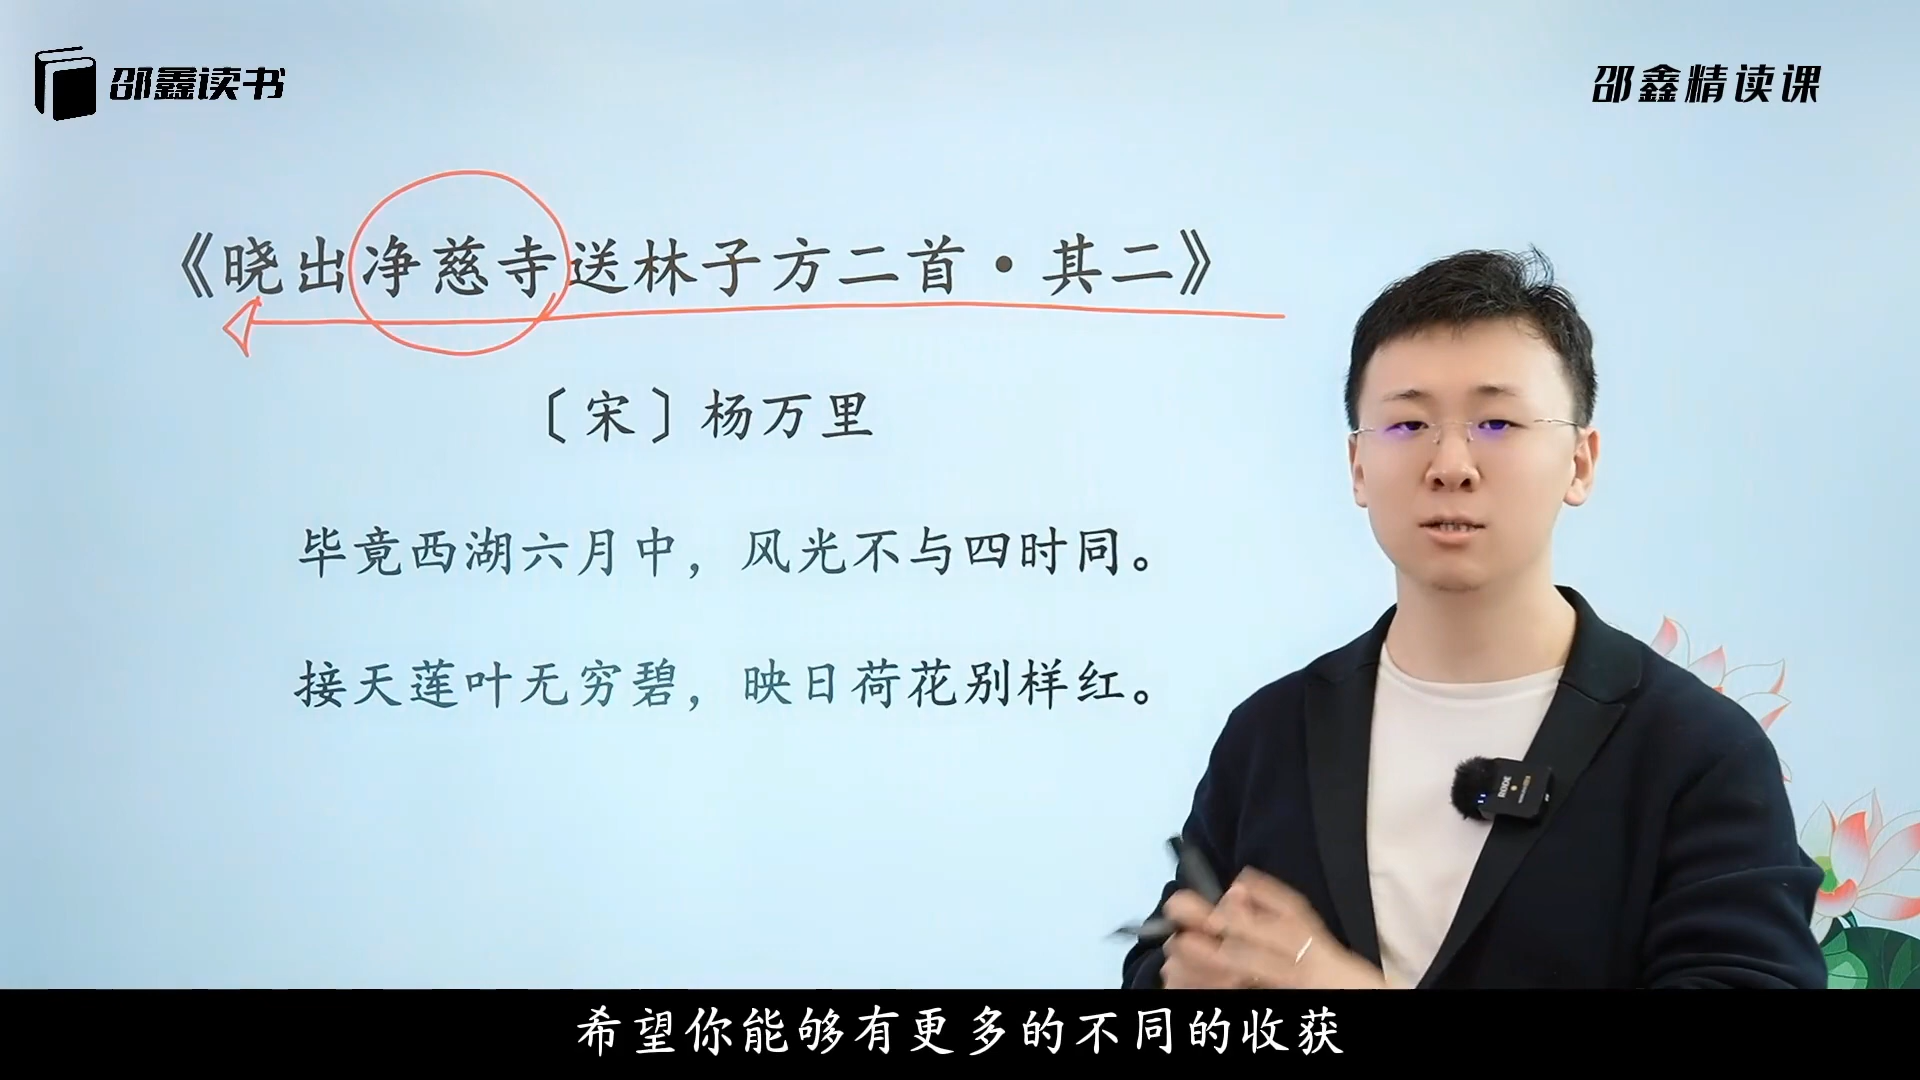 邵鑫读书
邵鑫精读课
《晓出净慈寺送林子方二首·其二》
〔宋〕杨万里
毕竟西湖六月中，风光不与四时同。
接天莲叶无穷碧，映日荷花别样红。
RØDE
希望你能够有更多的不同的收获